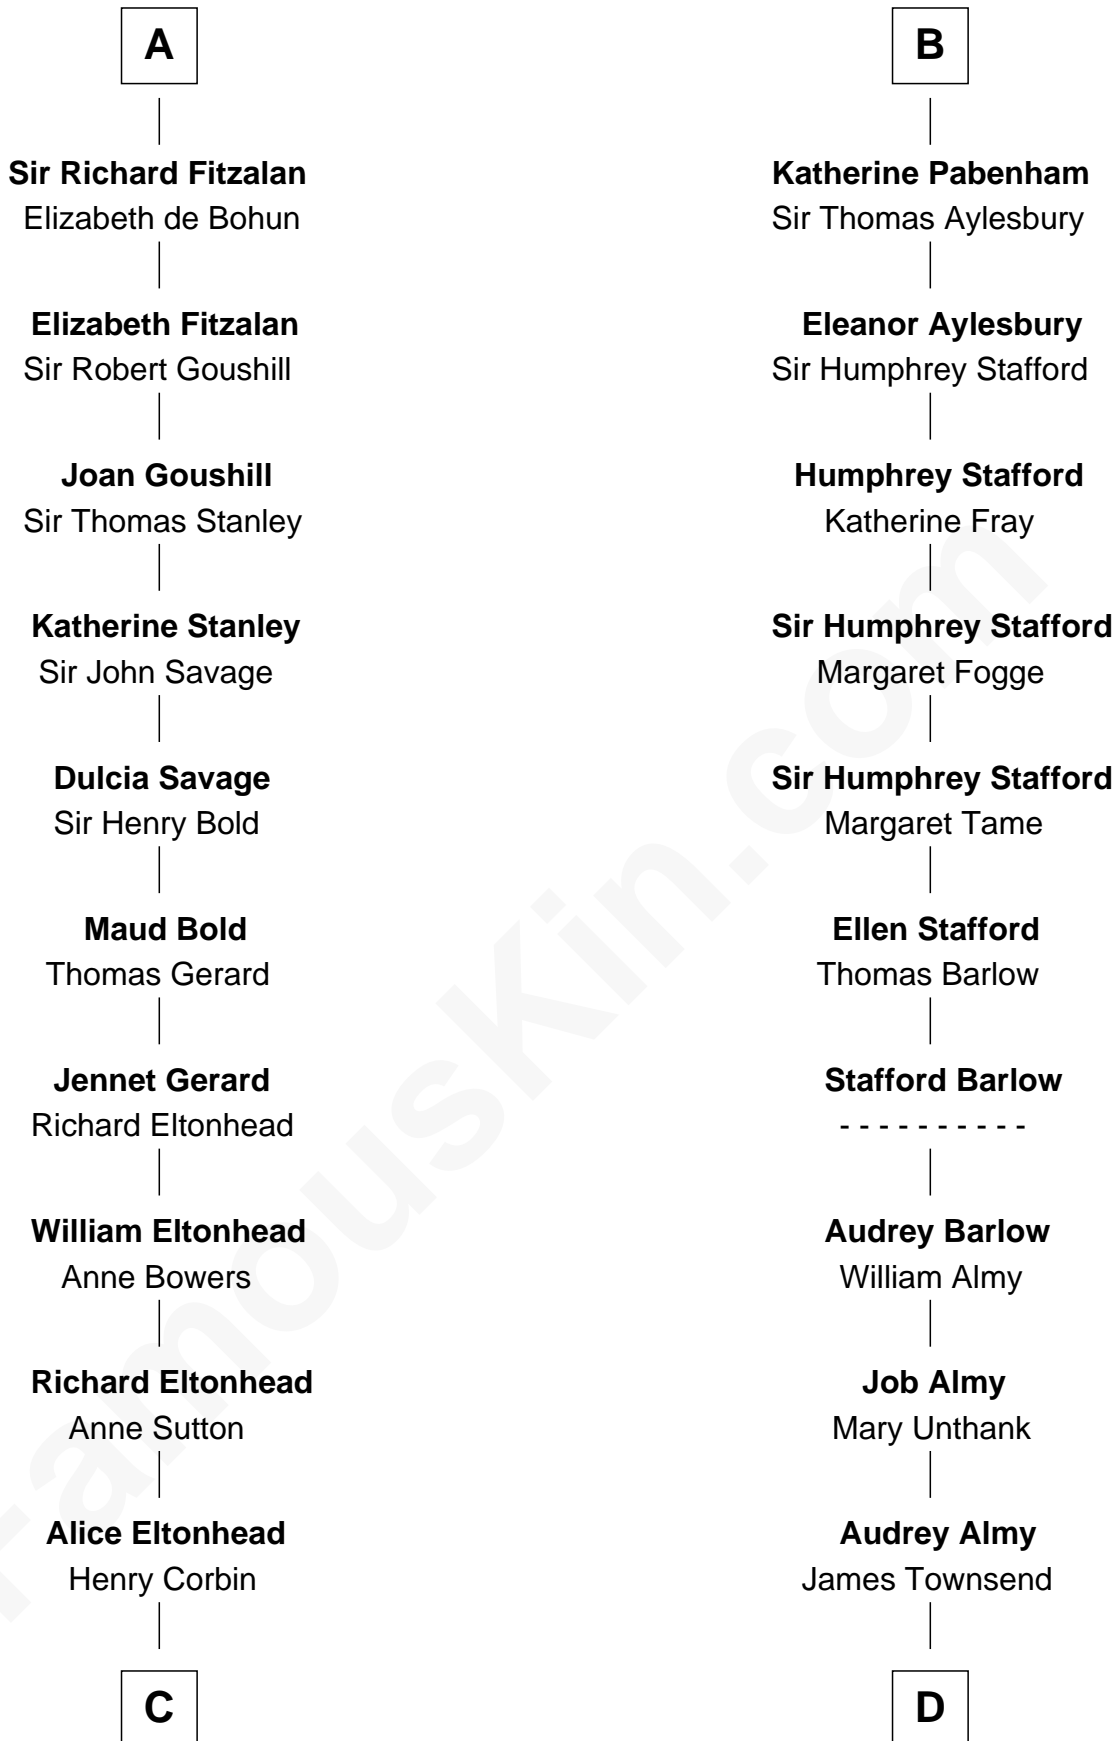 A
Sir Richard Fitzalan
Elizabeth de Bohun
Elizabeth Fitzalan
Sir Robert Goushill
Joan Goushill
Sir Thomas Stanley
Katherine Stanley
Sir John Savage
Dulcia Savage
Sir Henry Bold
Maud Bold
Thomas Gerard
Jennet Gerard
Richard Eltonhead
William Eltonhead
Anne Bowers
Richard Eltonhead
Anne Sutton
Alice Eltonhead
Henry Corbin
C
B
Katherine Pabenham
Sir Thomas Aylesbury
Eleanor Aylesbury
Sir Humphrey Stafford
Humphrey Stafford
Katherine Fray
Sir Humphrey Stafford
Margaret Fogge
Sir Humphrey Stafford
Margaret Tame
Ellen Stafford
Thomas Barlow
Stafford Barlow
- - - - - - - - - -
Audrey Barlow
William Almy
Job Almy
Mary Unthank
Audrey Almy
James Townsend
D
FamousKin.com